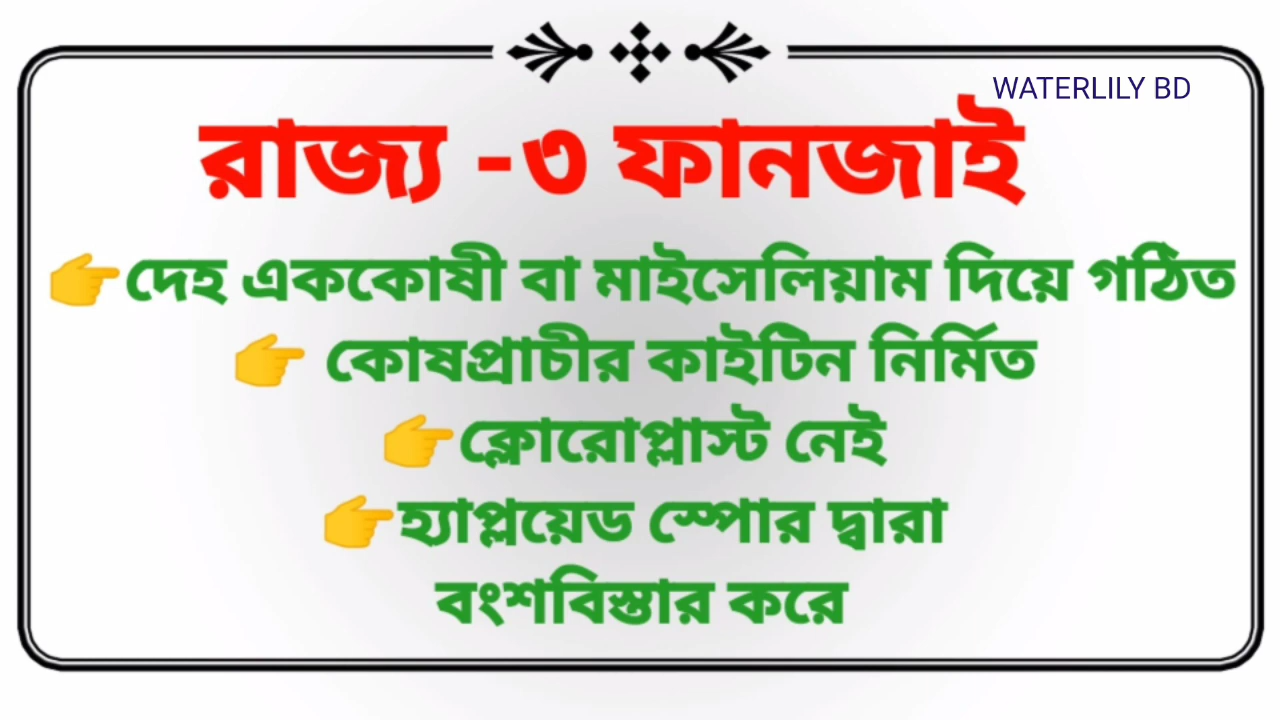 WATERLILY BD
রাজ্য -৩ ফানজাই
👉দেহ এককোষী বা মাইসেলিয়াম দিয়ে গঠিত
👉 কোষপ্রাচীর কাইটিন নির্মিত
👉ক্লোরোপ্লাস্ট নেই
👉হ্যাপ্লয়েড স্পোর দ্বারা
বংশবিস্তার করে